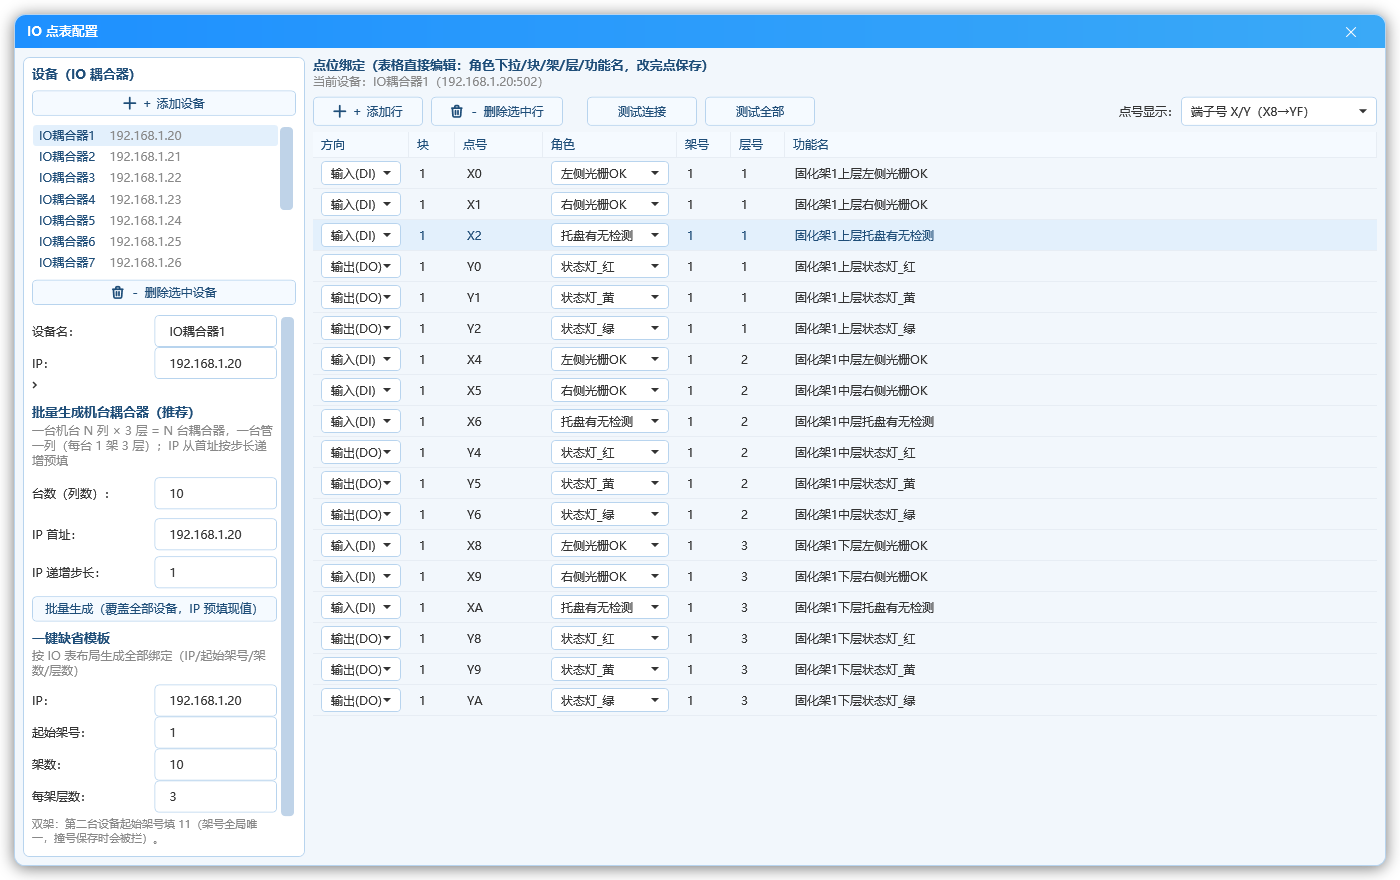 IO 点表配置
设备（IO 耦合器）
+ 添加设备
IO耦合器1 192.168.1.20
IO耦合器2 192.168.1.21
IO耦合器3 192.168.1.22
IO耦合器4 192.168.1.23
IO耦合器5 192.168.1.24
IO耦合器6 192.168.1.25
IO耦合器7 192.168.1.26
- 删除选中设备
设备名: IO耦合器1
IP: 192.168.1.20
批量生成机台耦合器（推荐）
一台机台 N 列 × 3 层 = N 台耦合器，一台管
一列（每台 1 架 3 层）；IP 从首址按步长递
增预填
台数（列数）: 10
IP 首址: 192.168.1.20
IP 递增步长: 1
批量生成（覆盖全部设备，IP 预填现值）
一键缺省模板
按 IO 表布局生成全部绑定（IP/起始架号/架
数/层数）
IP: 192.168.1.20
起始架号: 1
架数: 10
每架层数: 3
双架：第二台设备起始架号填 11（架号全局唯
一，撞号保存时会被拦）。
点位绑定（表格直接编辑：角色下拉/块/架/层/功能名，改完点保存）
当前设备：IO耦合器1（192.168.1.20:502）
+ 添加行 - 删除选中行 测试连接 测试全部 点号显示: 端子号 X/Y（X8→YF）
方向 块 点号 角色 架号 层号 功能名
输入(DI) 1 X0 左侧光栅OK 1 1 固化架1上层左侧光栅OK
输入(DI) 1 X1 右侧光栅OK 1 1 固化架1上层右侧光栅OK
输入(DI) 1 X2 托盘有无检测 1 1 固化架1上层托盘有无检测
输出(DO) 1 Y0 状态灯_红 1 1 固化架1上层状态灯_红
输出(DO) 1 Y1 状态灯_黄 1 1 固化架1上层状态灯_黄
输出(DO) 1 Y2 状态灯_绿 1 1 固化架1上层状态灯_绿
输入(DI) 1 X4 左侧光栅OK 1 2 固化架1中层左侧光栅OK
输入(DI) 1 X5 右侧光栅OK 1 2 固化架1中层右侧光栅OK
输入(DI) 1 X6 托盘有无检测 1 2 固化架1中层托盘有无检测
输出(DO) 1 Y4 状态灯_红 1 2 固化架1中层状态灯_红
输出(DO) 1 Y5 状态灯_黄 1 2 固化架1中层状态灯_黄
输出(DO) 1 Y6 状态灯_绿 1 2 固化架1中层状态灯_绿
输入(DI) 1 X8 左侧光栅OK 1 3 固化架1下层左侧光栅OK
输入(DI) 1 X9 右侧光栅OK 1 3 固化架1下层右侧光栅OK
输入(DI) 1 XA 托盘有无检测 1 3 固化架1下层托盘有无检测
输出(DO) 1 Y8 状态灯_红 1 3 固化架1下层状态灯_红
输出(DO) 1 Y9 状态灯_黄 1 3 固化架1下层状态灯_黄
输出(DO) 1 YA 状态灯_绿 1 3 固化架1下层状态灯_绿